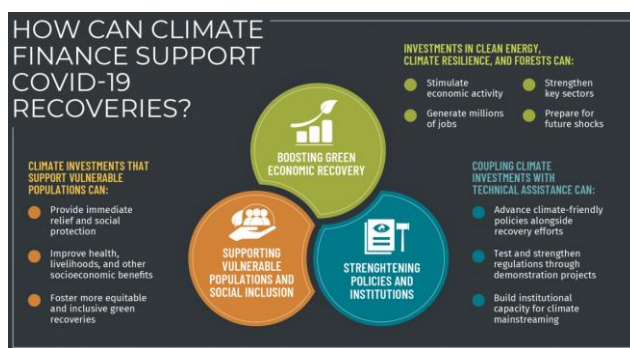 HOW CAN CLIMATE
FINANCE SUPPORT
COVID-19
RECOVERIES?
INVESTMENTS IN CLEAN ENERGY,
CLIMATE RESILIENCE, AND FORESTS CAN:
Stimulate
economic activity
Strengthen
key sectors
Generate millions
of jobs
Prepare for
future shocks
BOOSTING GREEN
ECONOMIC RECOVERY
CLIMATE INVESTMENTS THAT
SUPPORT VULNERABLE
POPULATIONS CAN:
Provide immediate
relief and social
protection
Improve health,
livelihoods, and other
socioeconomic benefits
Foster more equitable
and inclusive green
recoveries
SUPPORTING
VULNERABLE
POPULATIONS AND
SOCIAL INCLUSION
STRENGHTENING
POLICIES AND
INSTITUTIONS
COUPLING CLIMATE
INVESTMENTS WITH
TECHNICAL ASSISTANCE CAN:
Advance climate-friendly
policies alongside
recovery efforts
Test and strengthen
regulations through
demonstration projects
Build institutional
capacity for climate
mainstreaming